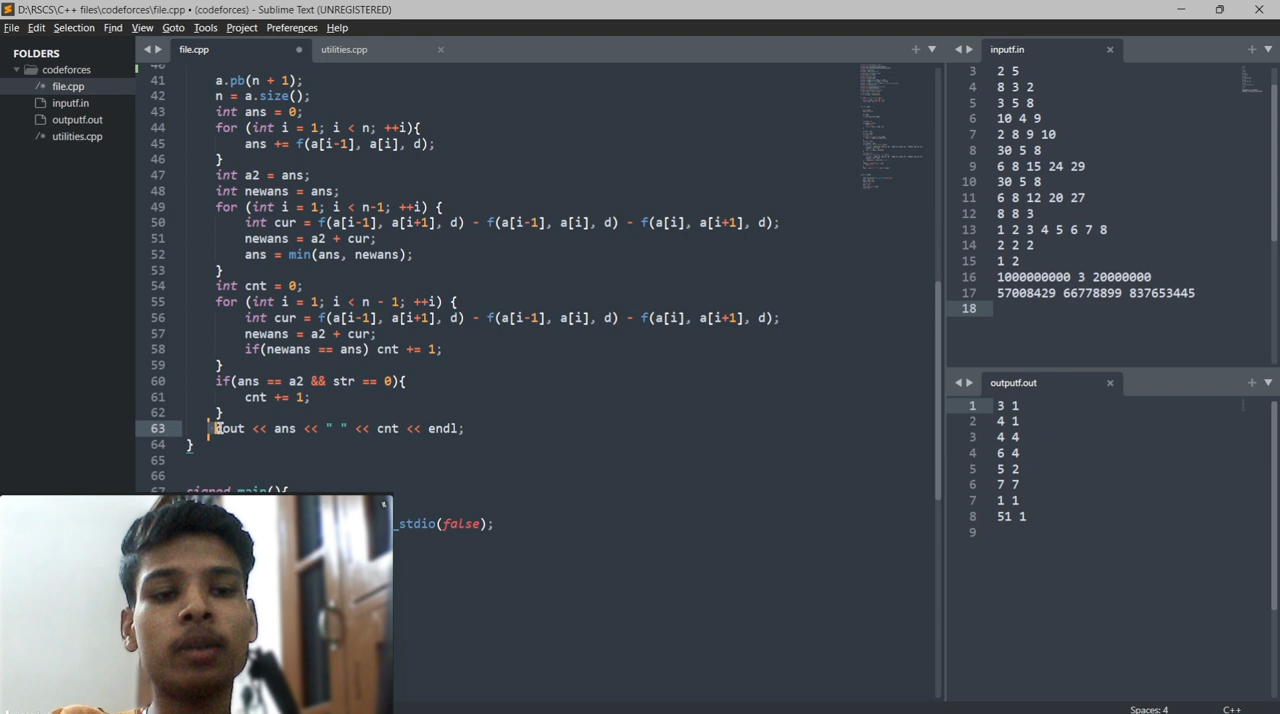 D:\RSCS\C++ files\codeforces\file.cpp • (codeforces) - Sublime Text (UNREGISTERED)
File Edit Selection Find View Goto Tools Project Preferences Help
FOLDERS
codeforces
file.cpp
inputf.in
outputf.out
utilities.cpp
file.cpp
utilities.cpp
40
41 a.pb(n + 1);
42 n = a.size();
43 int ans = 0;
44 for (int i = 1; i < n; ++i){
45 ans += f(a[i-1], a[i], d);
46 }
47 int a2 = ans;
48 int newans = ans;
49 for (int i = 1; i < n-1; ++i) {
50 int cur = f(a[i-1], a[i+1], d) - f(a[i-1], a[i], d) - f(a[i], a[i+1], d);
51 newans = a2 + cur;
52 ans = min(ans, newans);
53 }
54 int cnt = 0;
55 for (int i = 1; i < n - 1; ++i) {
56 int cur = f(a[i-1], a[i+1], d) - f(a[i-1], a[i], d) - f(a[i], a[i+1], d);
57 newans = a2 + cur;
58 if(newans == ans) cnt += 1;
59 }
60 if(ans == a2 && str == 0){
61 cnt += 1;
62 }
63 cout << ans << " " << cnt << endl;
64 }
65
66
67 signed main(){
_stdio(false);
inputf.in
3 2 5
4 8 3 2
5 3 5 8
6 10 4 9
7 2 8 9 10
8 30 5 8
9 6 8 15 24 29
10 30 5 8
11 6 8 12 20 27
12 8 8 3
13 1 2 3 4 5 6 7 8
14 2 2 2
15 1 2
16 1000000000 3 20000000
17 57008429 66778899 837653445
18
outputf.out
1 3 1
2 4 1
3 4 4
4 6 4
5 5 2
6 7 7
7 1 1
8 51 1
9
Spaces: 4 C++